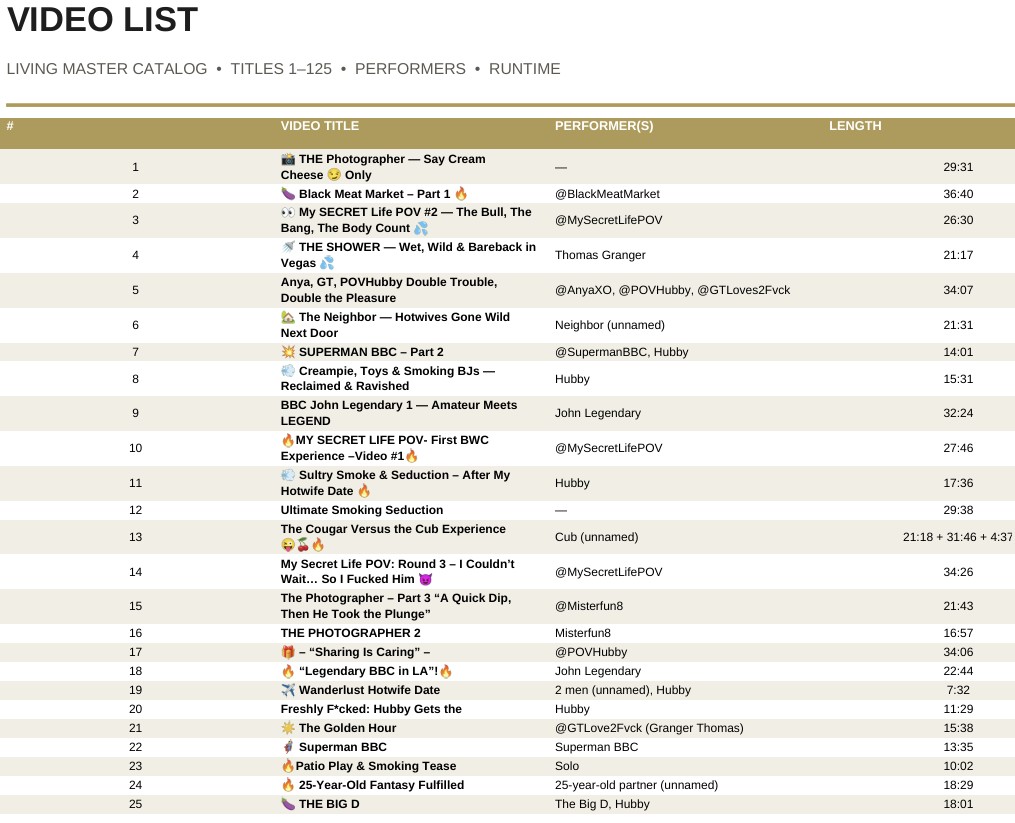 VIDEO LIST
LIVING MASTER CATALOG • TITLES 1–125 • PERFORMERS • RUNTIME
# VIDEO TITLE PERFORMER(S) LENGTH
1 📸 THE Photographer — Say Cream Cheese 😏 Only — 29:31
2 🍆 Black Meat Market – Part 1 🔥 @BlackMeatMarket 36:40
3 👀 My SECRET Life POV #2 — The Bull, The Bang, The Body Count 💦 @MySecretLifePOV 26:30
4 🚿 THE SHOWER — Wet, Wild & Bareback in Vegas 💦 Thomas Granger 21:17
5 Anya, GT, POVHubby Double Trouble, Double the Pleasure @AnyaXO, @POVHubby, @GTLoves2Fvck 34:07
6 🏡 The Neighbor — Hotwives Gone Wild Next Door Neighbor (unnamed) 21:31
7 💥 SUPERMAN BBC – Part 2 @SupermanBBC, Hubby 14:01
8 💨 Creampie, Toys & Smoking BJs — Reclaimed & Ravished Hubby 15:31
9 BBC John Legendary 1 — Amateur Meets LEGEND John Legendary 32:24
10 🔥MY SECRET LIFE POV- First BWC Experience –Video #1🔥 @MySecretLifePOV 27:46
11 💨 Sultry Smoke & Seduction – After My Hotwife Date 🔥 Hubby 17:36
12 Ultimate Smoking Seduction — 29:38
13 The Cougar Versus the Cub Experience 😜🍒🔥 Cub (unnamed) 21:18 + 31:46 + 4:37
14 My Secret Life POV: Round 3 – I Couldn't Wait… So I Fucked Him 😈 @MySecretLifePOV 34:26
15 The Photographer – Part 3 “A Quick Dip, Then He Took the Plunge” @Misterfun8 21:43
16 THE PHOTOGRAPHER 2 Misterfun8 16:57
17 🎁 – “Sharing Is Caring” – @POVHubby 34:06
18 🔥 “Legendary BBC in LA”!🔥 John Legendary 22:44
19 ✈️ Wanderlust Hotwife Date 2 men (unnamed), Hubby 7:32
20 Freshly F*cked: Hubby Gets the Hubby 11:29
21 ☀️ The Golden Hour @GTLove2Fvck (Granger Thomas) 15:38
22 🦸 Superman BBC Superman BBC 13:35
23 🔥Patio Play & Smoking Tease Solo 10:02
24 🔥 25-Year-Old Fantasy Fulfilled 25-year-old partner (unnamed) 18:29
25 🍆 THE BIG D The Big D, Hubby 18:01